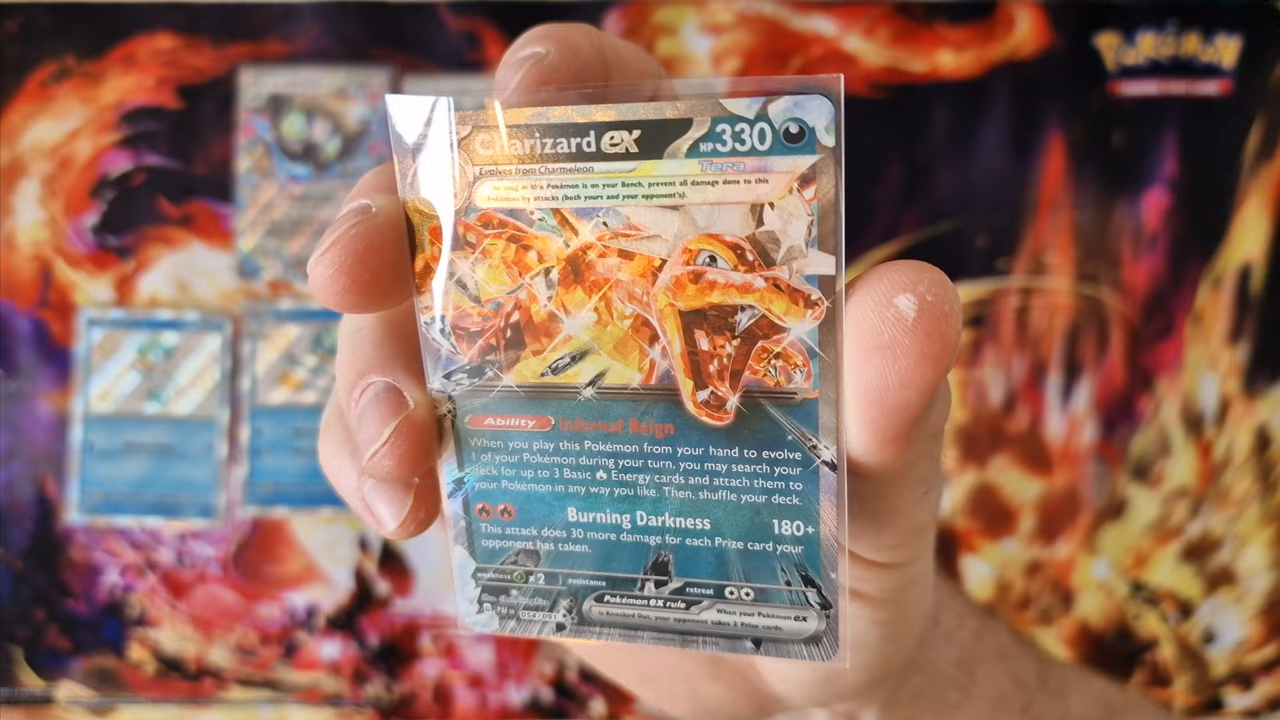 Pokémon
Charizard ex HP 330
Evolves from Charmeleon Tera
As long as this Pokémon is on your Bench, prevent all damage done to this
Pokémon by attacks (both yours and your opponent's).
Ability Infernal Reign
When you play this Pokémon from your hand to evolve
1 of your Pokémon during your turn, you may search your
deck for up to 3 Basic Energy cards and attach them to
your Pokémon in any way you like. Then, shuffle your deck.
Burning Darkness 180+
This attack does 30 more damage for each Prize card your
opponent has taken.
weakness ×2 resistance retreat
Pokémon ex rule When your Pokémon ex
is Knocked Out, your opponent takes 2 Prize cards.
054/091